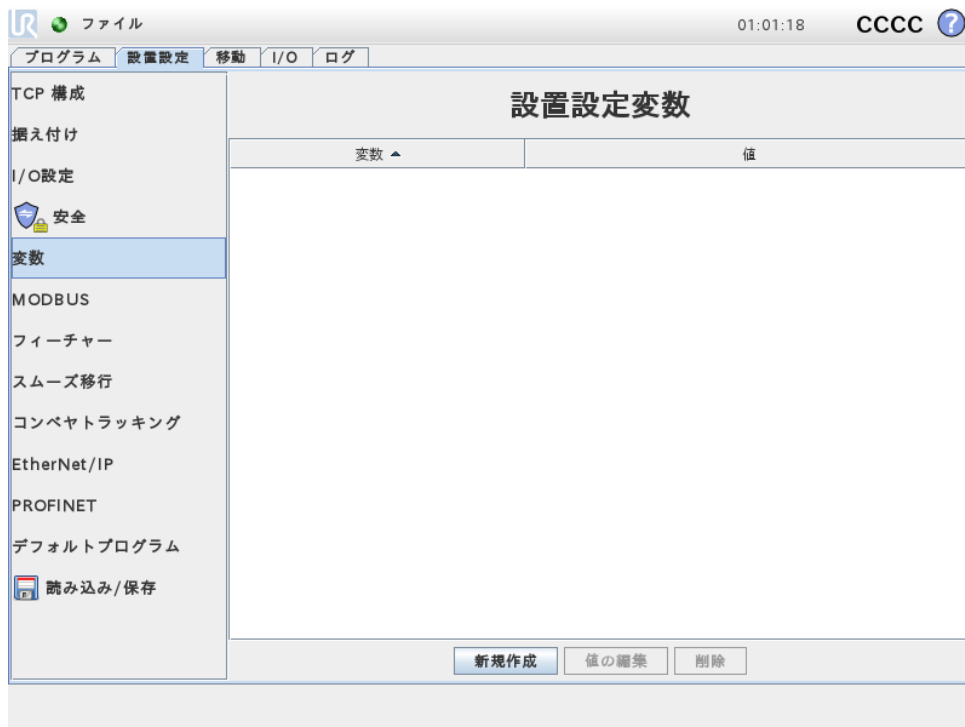 UR ファイル 01:01:18 CCCC ?
プログラム 設置設定 移動 I/O ログ
TCP 構成
据え付け
I/O設定
安全
変数
MODBUS
フィーチャー
スムーズ移行
コンベヤトラッキング
EtherNet/IP
PROFINET
デフォルトプログラム
読み込み/保存
設置設定変数
変数 値
新規作成 値の編集 削除